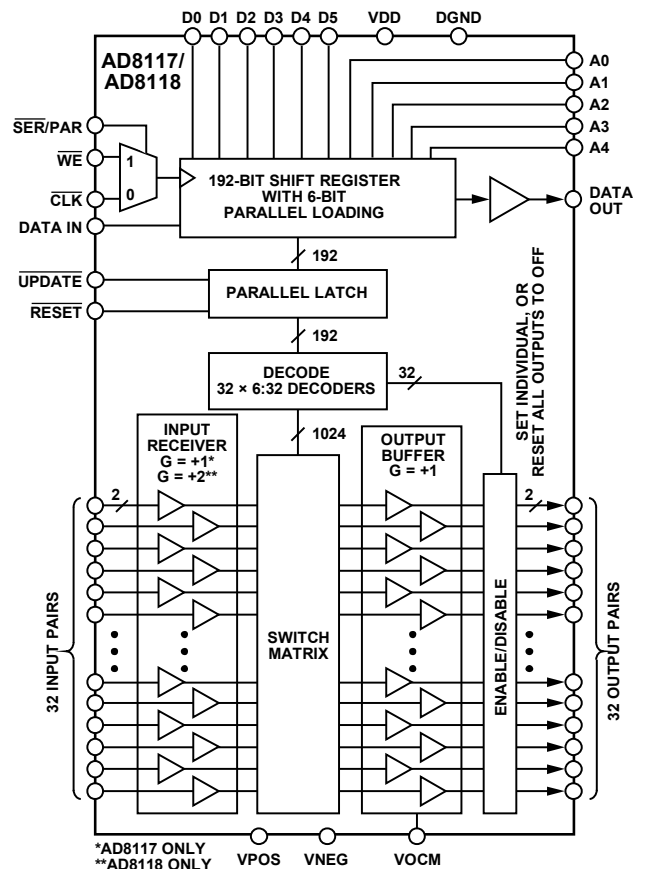 D0 D1 D2 D3 D4 D5 VDD DGND
AD8117/
AD8118
A0
A1
A2
A3
A4
SER/PAR
WE
CLK
DATA IN
1
0
192-BIT SHIFT REGISTER
WITH 6-BIT
PARALLEL LOADING
DATA
OUT
192
UPDATE
RESET
PARALLEL LATCH
192
DECODE
32 × 6:32 DECODERS
32
SET INDIVIDUAL, OR
RESET ALL OUTPUTS TO OFF
1024
INPUT
RECEIVER
G = +1*
G = +2**
OUTPUT
BUFFER
G = +1
2
2
32 INPUT PAIRS
SWITCH
MATRIX
ENABLE/DISABLE
32 OUTPUT PAIRS
*AD8117 ONLY
**AD8118 ONLY
VPOS VNEG VOCM